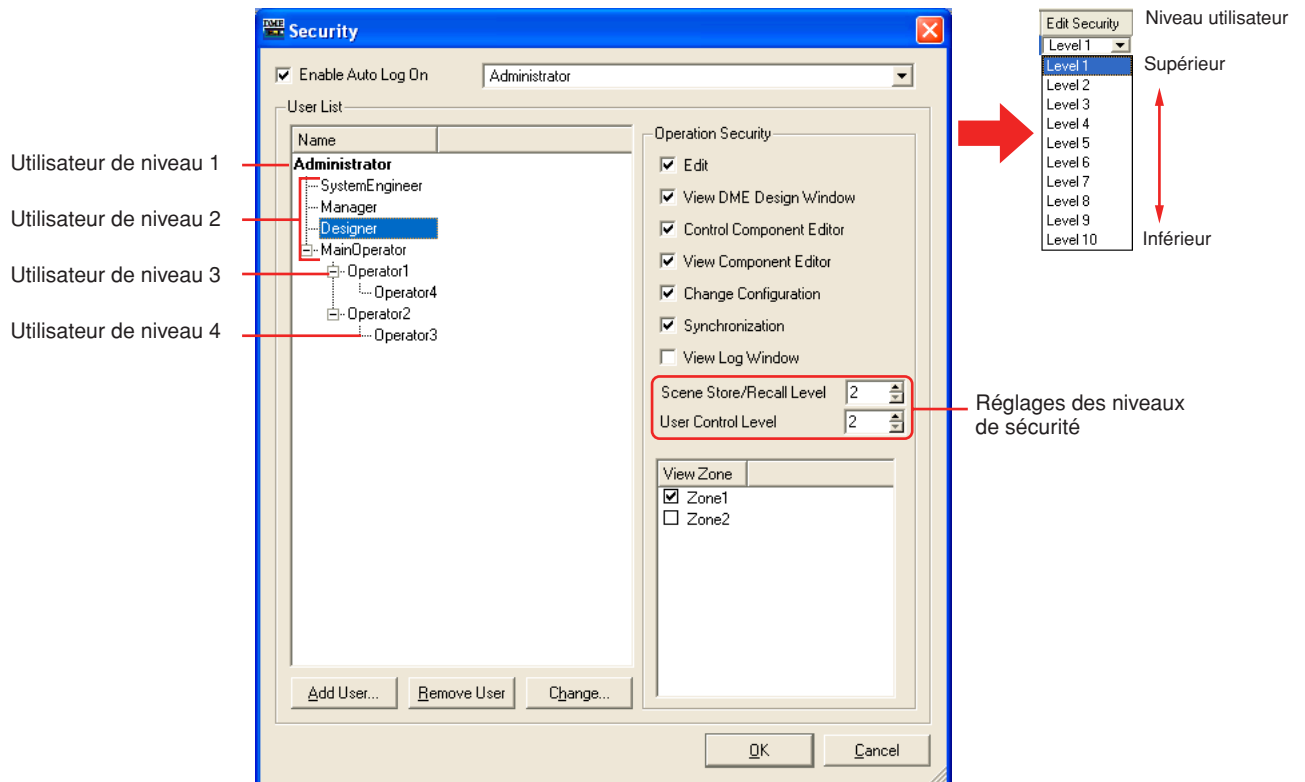 DME
Security
Enable Auto Log On
Administrator
User List
Name
Administrator
SystemEngineer
Manager
Designer
MainOperator
Operator1
Operator4
Operator2
Operator3
Add User...
Remove User
Change...
Operation Security
Edit
View DME Design Window
Control Component Editor
View Component Editor
Change Configuration
Synchronization
View Log Window
Scene Store/Recall Level 2
User Control Level 2
View Zone
Zone1
Zone2
OK
Cancel
Utilisateur de niveau 1
Utilisateur de niveau 2
Utilisateur de niveau 3
Utilisateur de niveau 4
Réglages des niveaux
de sécurité
Edit Security
Level 1
Level 1
Level 2
Level 3
Level 4
Level 5
Level 6
Level 7
Level 8
Level 9
Level 10
Niveau utilisateur
Supérieur
Inférieur